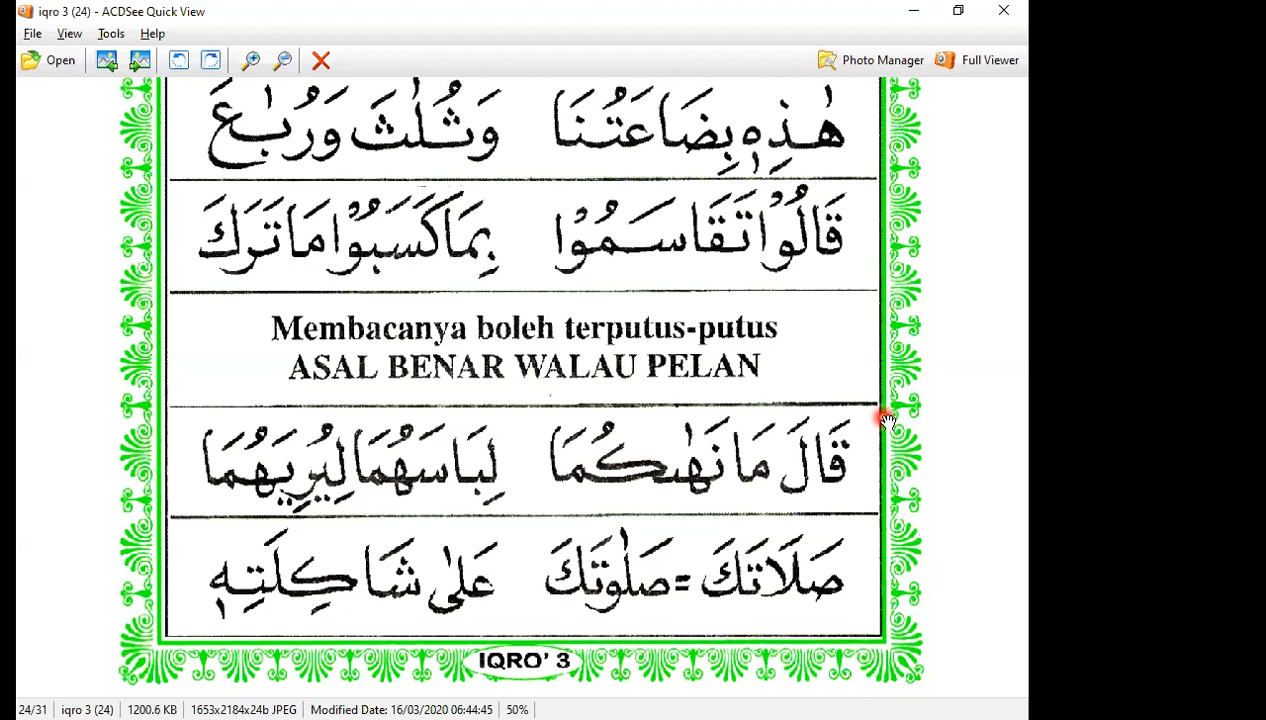 iqro 3 (24) - ACDSee Quick View
File View Tools Help
Open Photo Manager Full Viewer
هٰذِهٖ بِضَاعَتُنَا وَثُلٰثَ وَرُبٰعَ
قَالُوْا تَقَاسَمُوْا بِمَا كَسَبُوْا مَا تَرَكَ
Membacanya boleh terputus-putus
ASAL BENAR WALAU PELAN
قَالَ مَا نَهٰىكُمَا لِبَاسَهُمَا لِيُرِيَهُمَا
صَلَاتَكَ = صَلٰوتَكَ عَلٰى شَاكِلَتِهٖ
IQRO' 3
24/31 iqro 3 (24) 1200.6 KB 1653x2184x24b JPEG Modified Date: 16/03/2020 06:44:45 50%